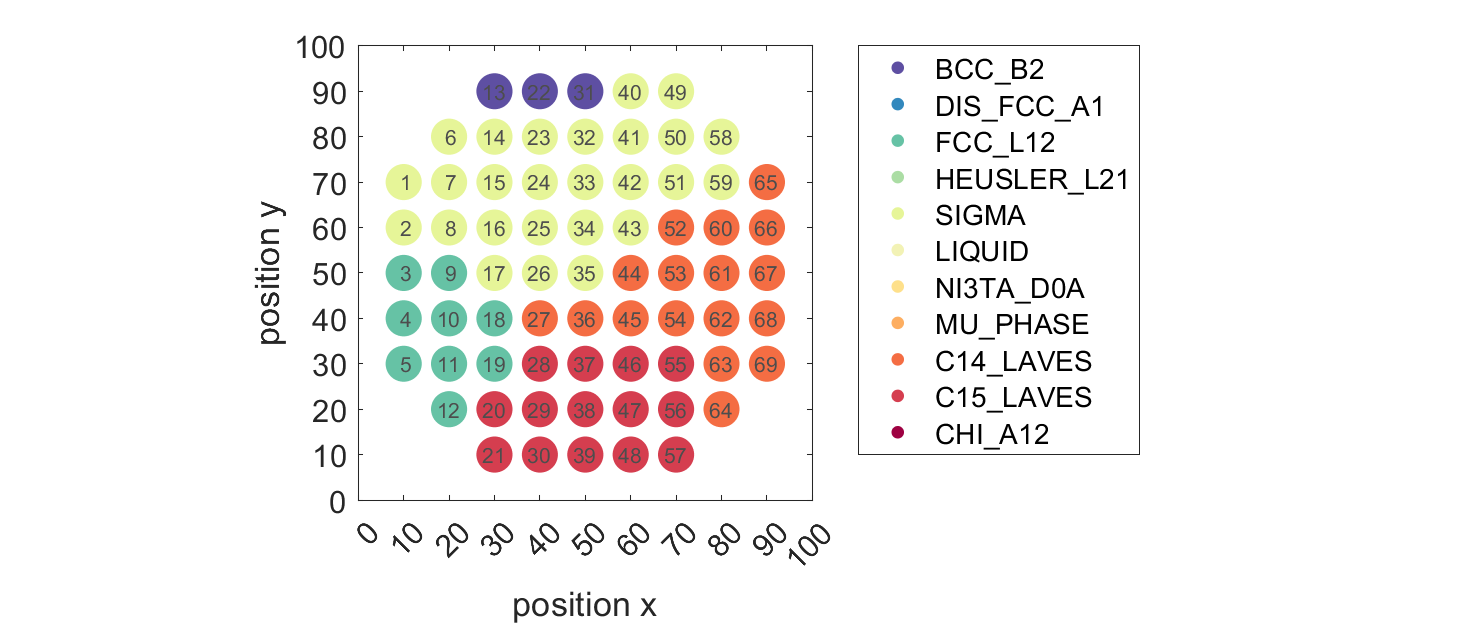 100
90
80
70
60
50
40
30
20
10
0
position y
13 22 31 40 49
6 14 23 32 41 50 58
1 7 15 24 33 42 51 59 65
2 8 16 25 34 43 52 60 66
3 9 17 26 35 44 53 61 67
4 10 18 27 36 45 54 62 68
5 11 19 28 37 46 55 63 69
12 20 29 38 47 56 64
21 30 39 48 57
0 10 20 30 40 50 60 70 80 90 100
position x
BCC_B2
DIS_FCC_A1
FCC_L12
HEUSLER_L21
SIGMA
LIQUID
NI3TA_D0A
MU_PHASE
C14_LAVES
C15_LAVES
CHI_A12